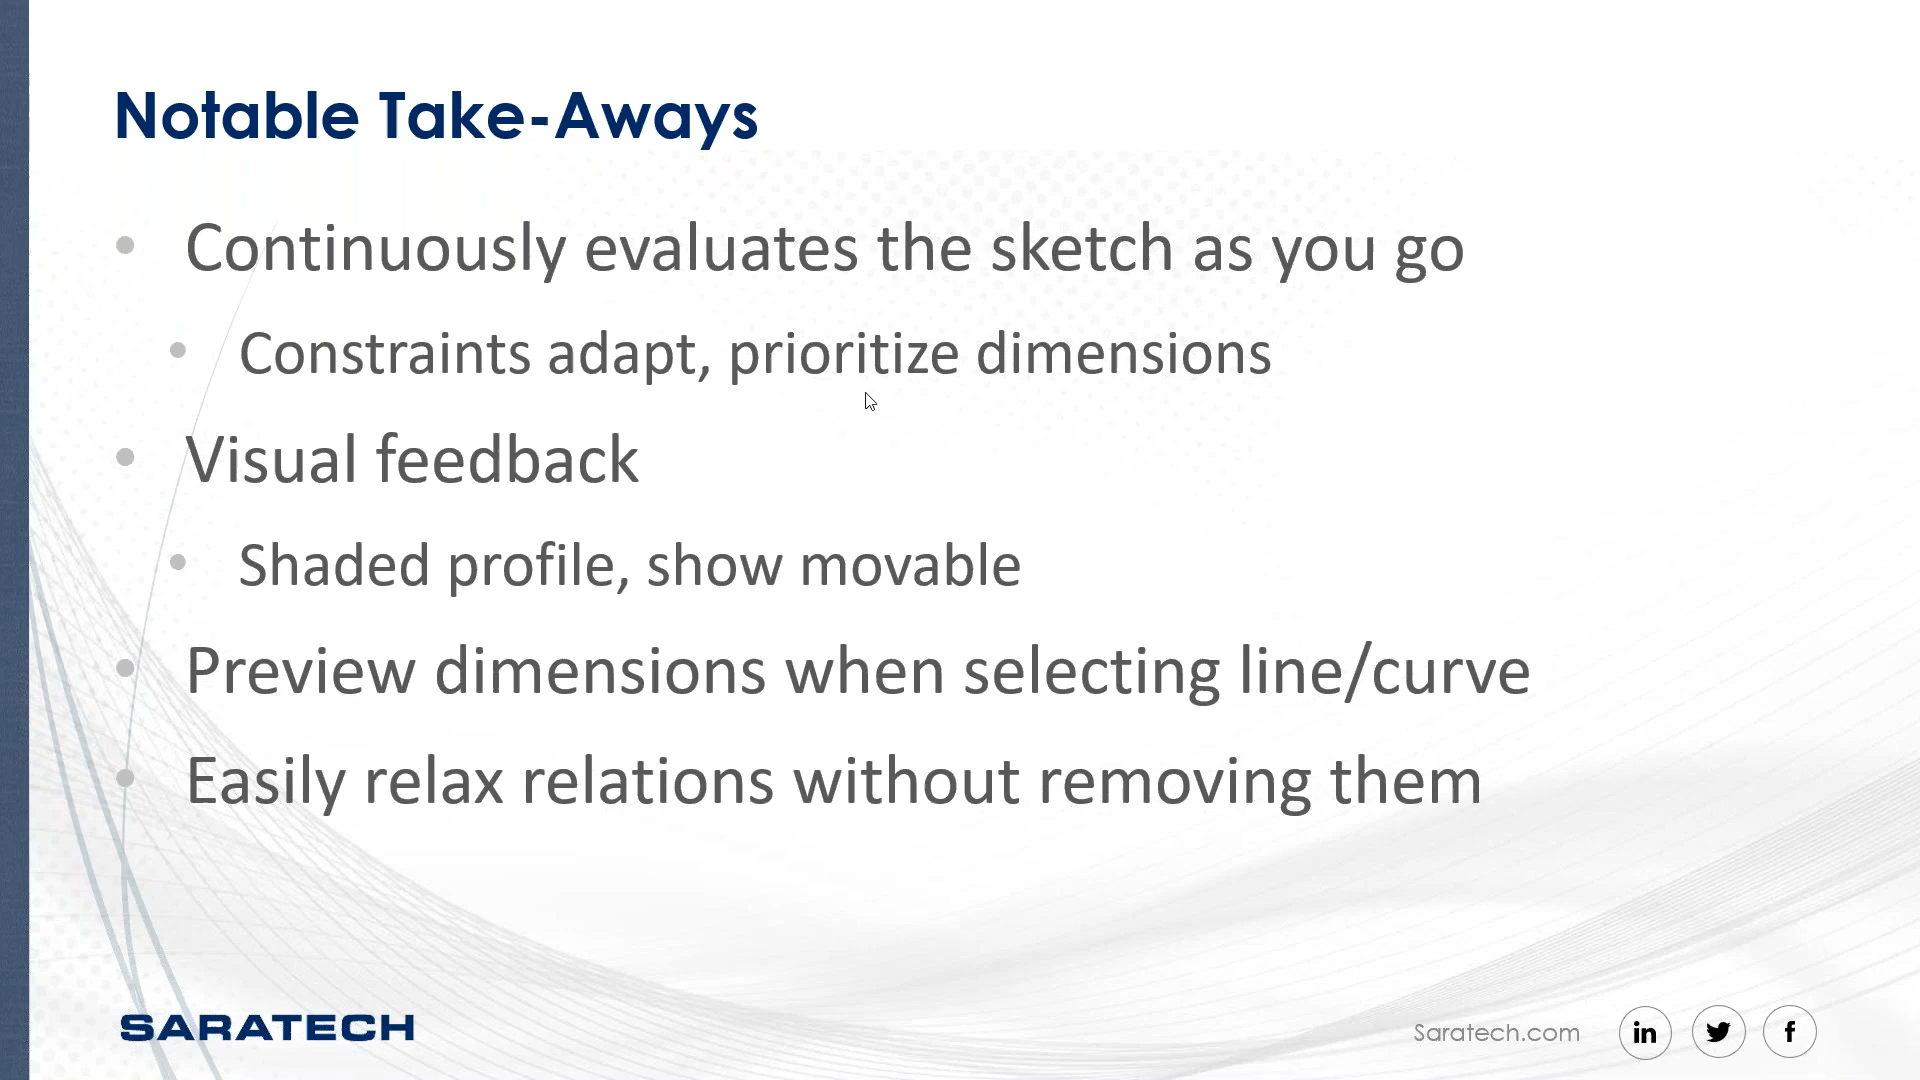 Notable Take-Aways
• Continuously evaluates the sketch as you go
• Constraints adapt, prioritize dimensions
• Visual feedback
• Shaded profile, show movable
• Preview dimensions when selecting line/curve
• Easily relax relations without removing them
SARATECH
Saratech.com in f